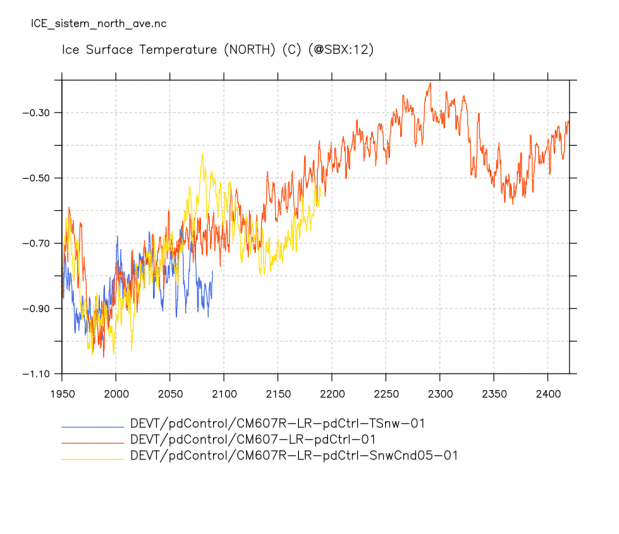 ICE_sistem_north_ave.nc
Ice Surface Temperature (NORTH) (C) (@SBX:12)
-0.30
-0.50
-0.70
-0.90
-1.10
1950 2000 2050 2100 2150 2200 2250 2300 2350 2400
DEVT/pdControl/CM607R-LR-pdCtrl-TSnw-01
DEVT/pdControl/CM607-LR-pdCtrl-01
DEVT/pdControl/CM607R-LR-pdCtrl-SnwCnd05-01